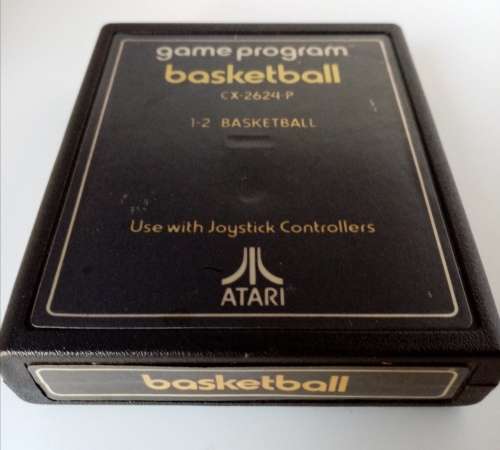 game program
basketball
CX-2624-P
1-2 BASKETBALL
Use with Joystick Controllers
ATARI
basketball